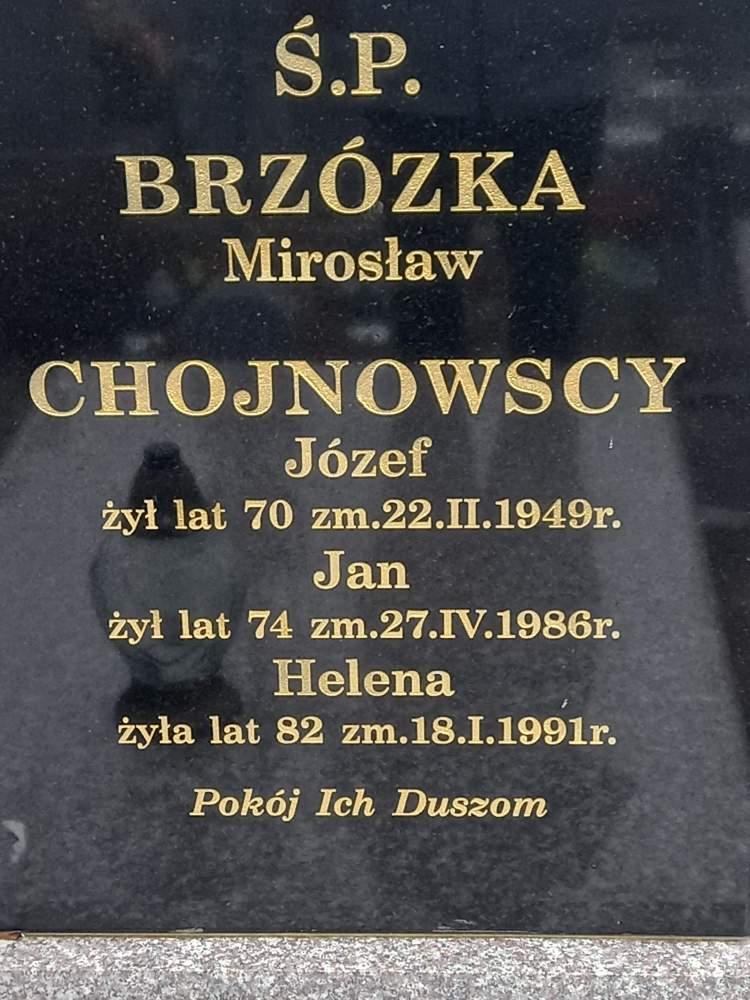 Ś.P.
BRZÓZKA
Mirosław
CHOJNOWSCY
Józef
żył lat 70 zm.22.II.1949r.
Jan
żył lat 74 zm.27.IV.1986r.
Helena
żyła lat 82 zm.18.I.1991r.
Pokój Ich Duszom